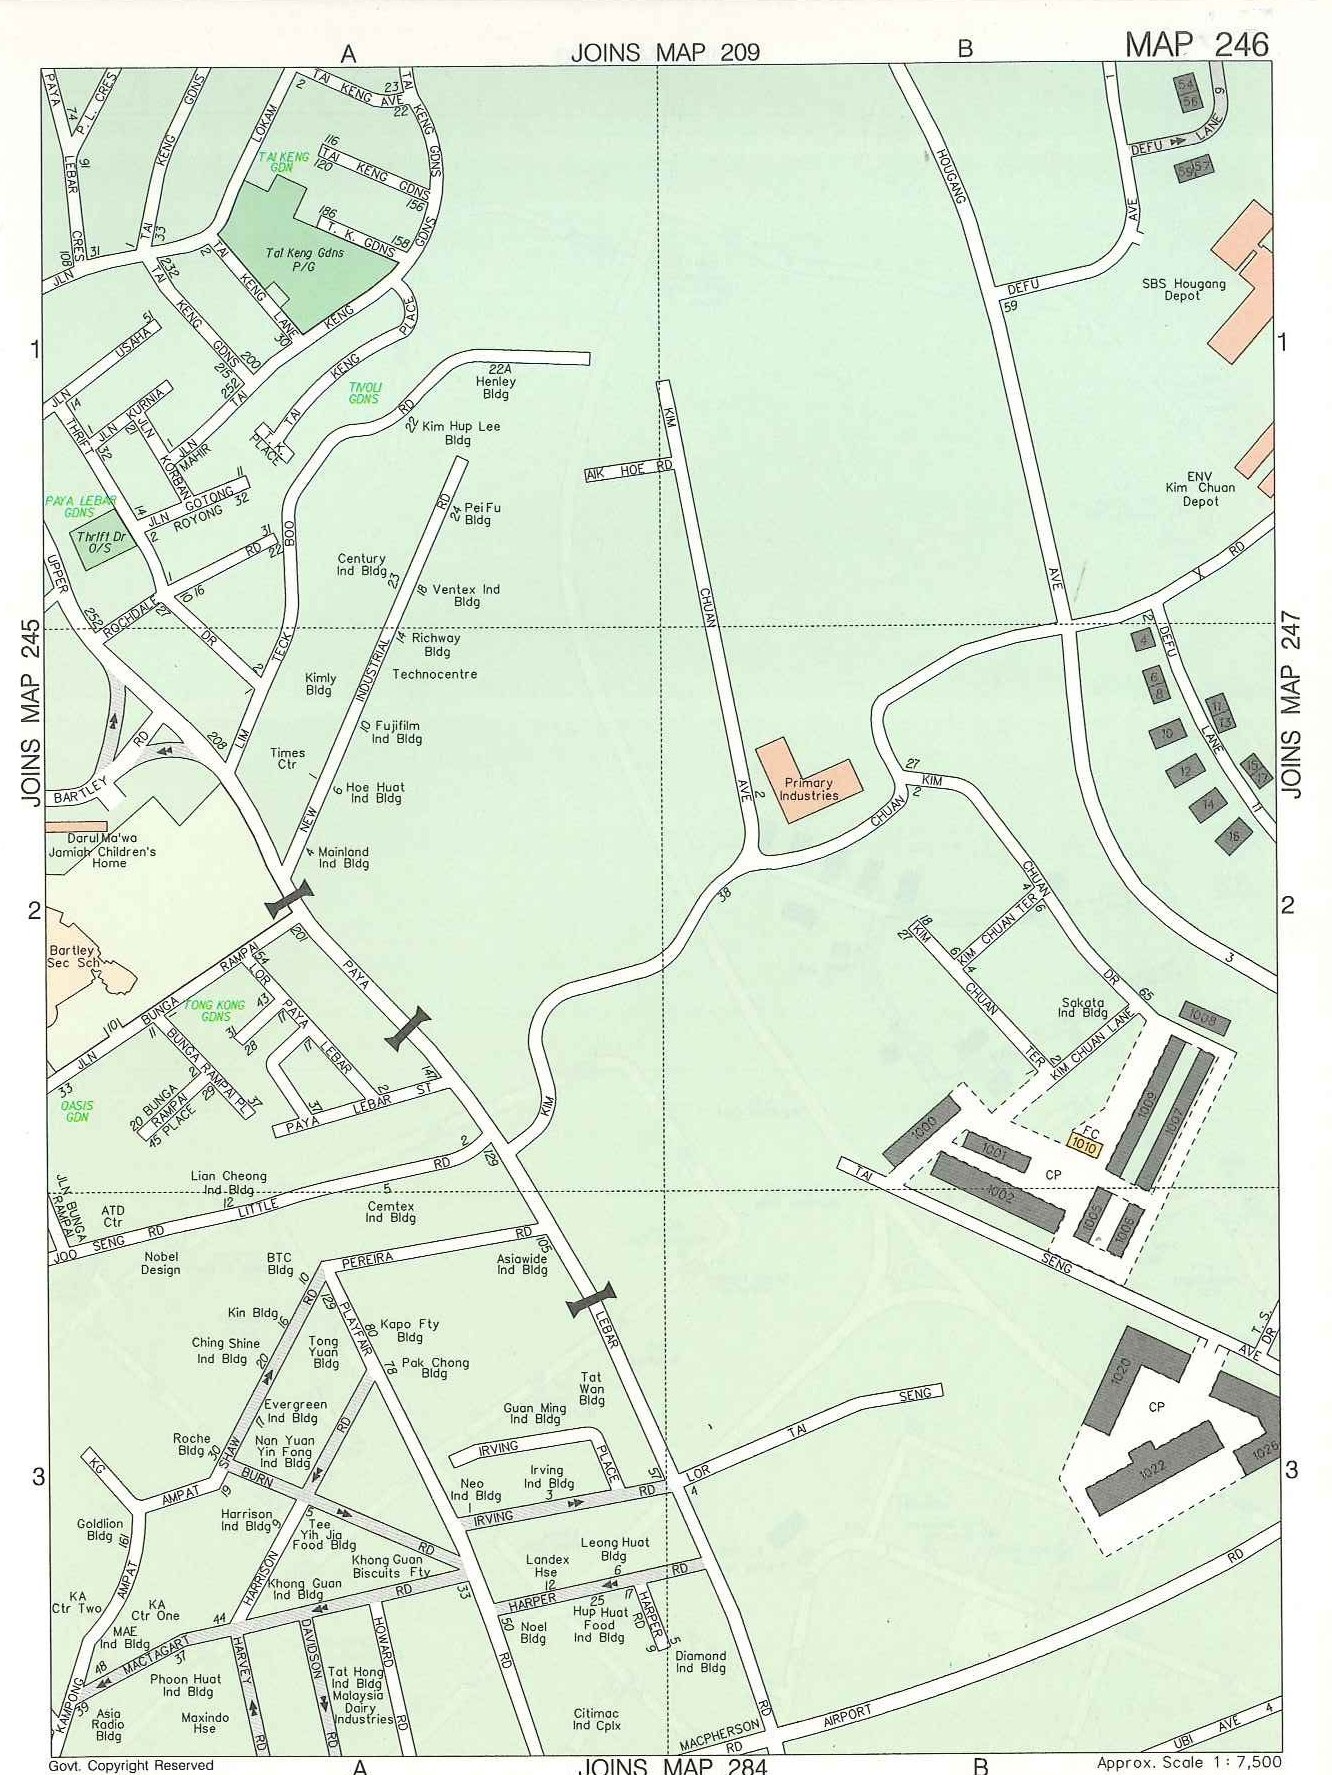 A
JOINS MAP 209
B
MAP 246
PAYA
74
P. L. CRES
91
LEBAR
CRES
108
31
JLN
GDNS
KENG
TAI
33
1
LOKAM
2
TAI
KENG
AVE
23
22
TAI
KENG
GDNS
TAI KENG
GDN
116
TAI KENG GDNS
120
156
186
T. K. GDNS
158
GDNS
Tai Keng Gdns
P/G
2
TAI
KENG
LANE
30
KENG
PLACE
232
TAI
KENG
GDNS
200
215
252
TAI
HOUGANG
1
54
56
9
DEFU
LANE
59
57
AVE
DEFU
59
SBS Hougang
Depot
1
51
USAHA
JLN
14
THRIFT
1
JLN
KURNIA
32
2
JLN
KORBAN
1
JLN
MAHIR
KENG
TAI
T. K.
PLACE
TIVOLI
GDNS
RD
22
22A
Henley
Bldg
Kim Hup Lee
Bldg
KIM
1
11
GOTONG
JLN
ROYONG
32
14
2
PAYA LEBAR
GDNS
Thrift Dr
O/S
AIK HOE RD
RD
24
Pei Fu
Bldg
ENV
Kim Chuan
Depot
RD
31
22
BOO
UPPER
252
ROCHDALE
1
16
27
DR
Century
Ind Bldg
23
18
Ventex Ind
Bldg
CHUAN
AVE
Y
RD
JOINS MAP 245
JOINS MAP 247
2
1
TECK
LIM
14
Richway
Bldg
Technocentre
INDUSTRIAL
Kimly
Bldg
10
Fujifilm
Ind Bldg
Times
Ctr
1
6
Hoe Huat
Ind Bldg
NEW
4
Mainland
Ind Bldg
208
RD
BARTLEY
2
DEFU
4
6
8
10
11
13
LANE
12
15
17
14
11
16
Primary
Industries
AVE
2
27
KIM
2
CHUAN
38
Darul Ma'wa
Jamiah Children's
Home
2
2
Bartley
Sec Sch
201
RAMPAI
54
LOR
PAYA
TONG KONG
GDNS
43
PAYA
31
28
17
LEBAR
BUNGA
101
11
1
BUNGA
RAMPAI PL
37
JLN
33
20
BUNGA
RAMPAI
PLACE
45
29
2
OASIS
GDN
37
PAYA
LEBAR
ST
2
147
CHUAN
4
6
KIM CHUAN TER
18
27
KIM
6
4
CHUAN
TER
DR
65
3
Sakata
Ind Bldg
KIM CHUAN LANE
2
1
1008
KIM
2
129
1000
1001
1002
FC
1010
CP
1009
1007
1005
1006
TAI
SENG
Lian Cheong
Ind Bldg
12
RD
LITTLE
5
Cemtex
Ind Bldg
JLN BUNGA
RAMPAI
ATD
Ctr
JOO
SENG
RD
Nobel
Design
BTC
Bldg
PEREIRA
RD
105
Asiawide
Ind Bldg
10
RD
129
PLAYFAIR
Kin Bldg
16
Ching Shine
Ind Bldg
20
Tong
Yuan
Bldg
80
Kapo Fty
Bldg
78
Pak Chong
Bldg
LEBAR
T. S.
AVE
DR
1020
CP
1022
1026
Evergreen
Ind Bldg
11
Tat
Wan
Bldg
Guan Ming
Ind Bldg
RD
Roche
Bldg
30
SHAW
Nan Yuan
Yin Fong
Ind Bldg
BURN
IRVING
PLACE
SENG
TAI
LOR
57
4
3
3
KG
AMPAT
19
Neo
Ind Bldg
1
Irving
Ind Bldg
3
IRVING
RD
Goldlion
Bldg
191
Harrison
Ind Bldg
9
5
Tee
Yih Jia
Food Bldg
RD
Khong Guan
Biscuits Fty
AMPAT
HARRISON
Khong Guan
Ind Bldg
RD
33
Leong Huat
Bldg
Landex
Hse
12
6
RD
HARPER
25
17
HARPER
RD
5
9
KA
Ctr Two
KA
Ctr One
44
MAE
Ind Bldg
48
MACTAGART
37
50
Noel
Bldg
Hup Huat
Food
Ind Bldg
Diamond
Ind Bldg
Phoon Huat
Ind Bldg
HARVEY
DAVIDSON
HOWARD
RD
Tat Hong
Ind Bldg
Malaysia
Dairy
Industries
KAMPONG
39
Asia
Radio
Bldg
Maxindo
Hse
RD
RD
RD
Citimac
Ind Cplx
RD
MACPHERSON
RD
AIRPORT
RD
UBI
AVE
4
Govt. Copyright Reserved
A
JOINS MAP 284
B
Approx. Scale 1 : 7,500